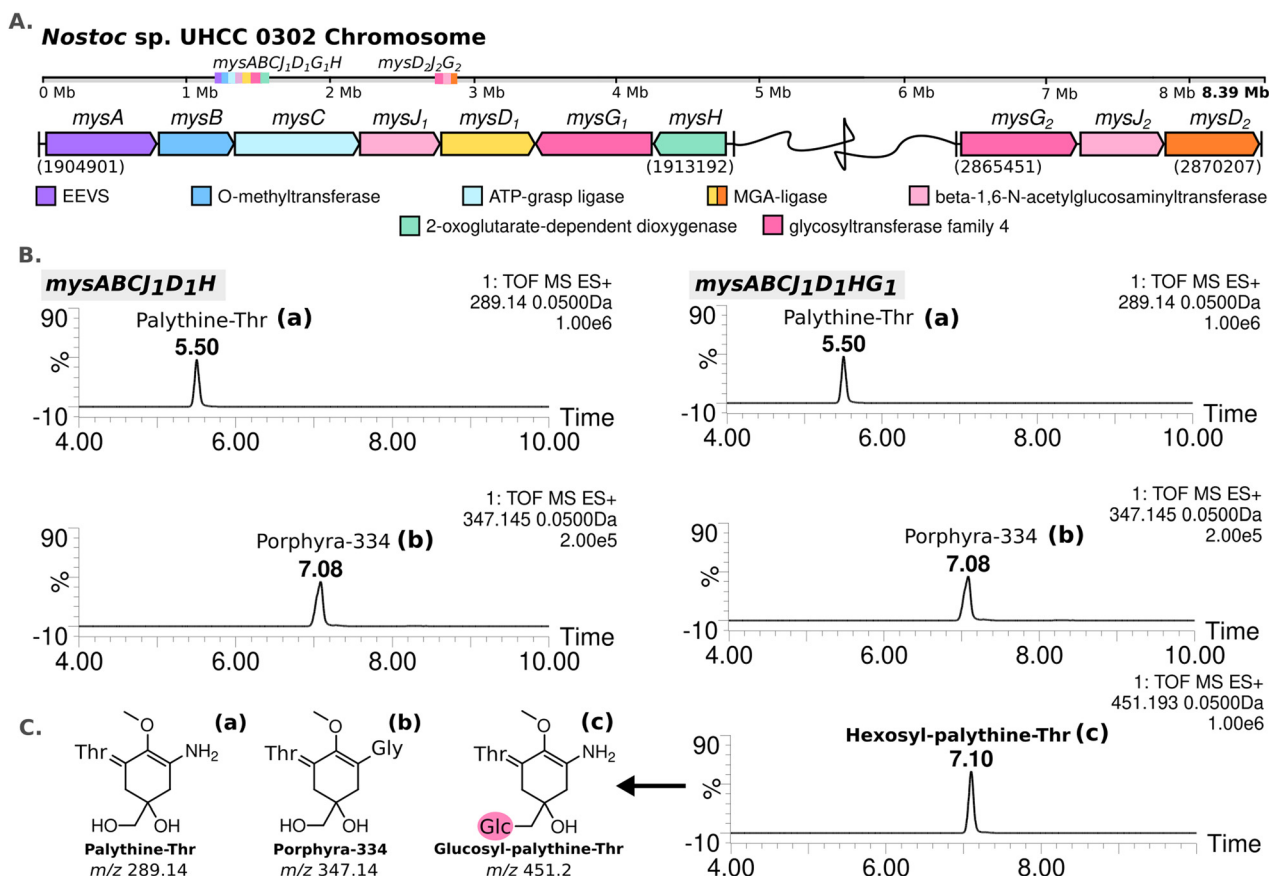 A.
Nostoc sp. UHCC 0302 Chromosome
mysABCJ1D1G1H mysD2J2G2
0 Mb 1 Mb 2 Mb 3 Mb 4 Mb 5 Mb 6 Mb 7 Mb 8 Mb 8.39 Mb
mysA mysB mysC mysJ1 mysD1 mysG1 mysH mysG2 mysJ2 mysD2
(1904901) (1913192) (2865451) (2870207)
EEVS O-methyltransferase ATP-grasp ligase MGA-ligase beta-1,6-N-acetylglucosaminyltransferase
2-oxoglutarate-dependent dioxygenase glycosyltransferase family 4
B.
mysABCJ1D1H
1: TOF MS ES+
289.14 0.0500Da
1.00e6
90
Palythine-Thr (a)
5.50
%
-10
Time
4.00 6.00 8.00 10.00
1: TOF MS ES+
347.145 0.0500Da
2.00e5
90
Porphyra-334 (b)
7.08
%
-10
Time
4.00 6.00 8.00 10.00
mysABCJ1D1HG1
1: TOF MS ES+
289.14 0.0500Da
1.00e6
90
Palythine-Thr (a)
5.50
%
-10
Time
4.00 6.00 8.00 10.00
1: TOF MS ES+
347.145 0.0500Da
2.00e5
90
Porphyra-334 (b)
7.08
%
-10
Time
4.00 6.00 8.00 10.00
1: TOF MS ES+
451.193 0.0500Da
1.00e6
90
Hexosyl-palythine-Thr (c)
7.10
%
-10
Time
4.00 6.00 8.00 10.00
C.
(a)
O
Thr NH2
HO OH
Palythine-Thr
m/z 289.14
(b)
O
Thr Gly
HO OH
Porphyra-334
m/z 347.14
(c)
O
Thr NH2
Glc OH
Glucosyl-palythine-Thr
m/z 451.2